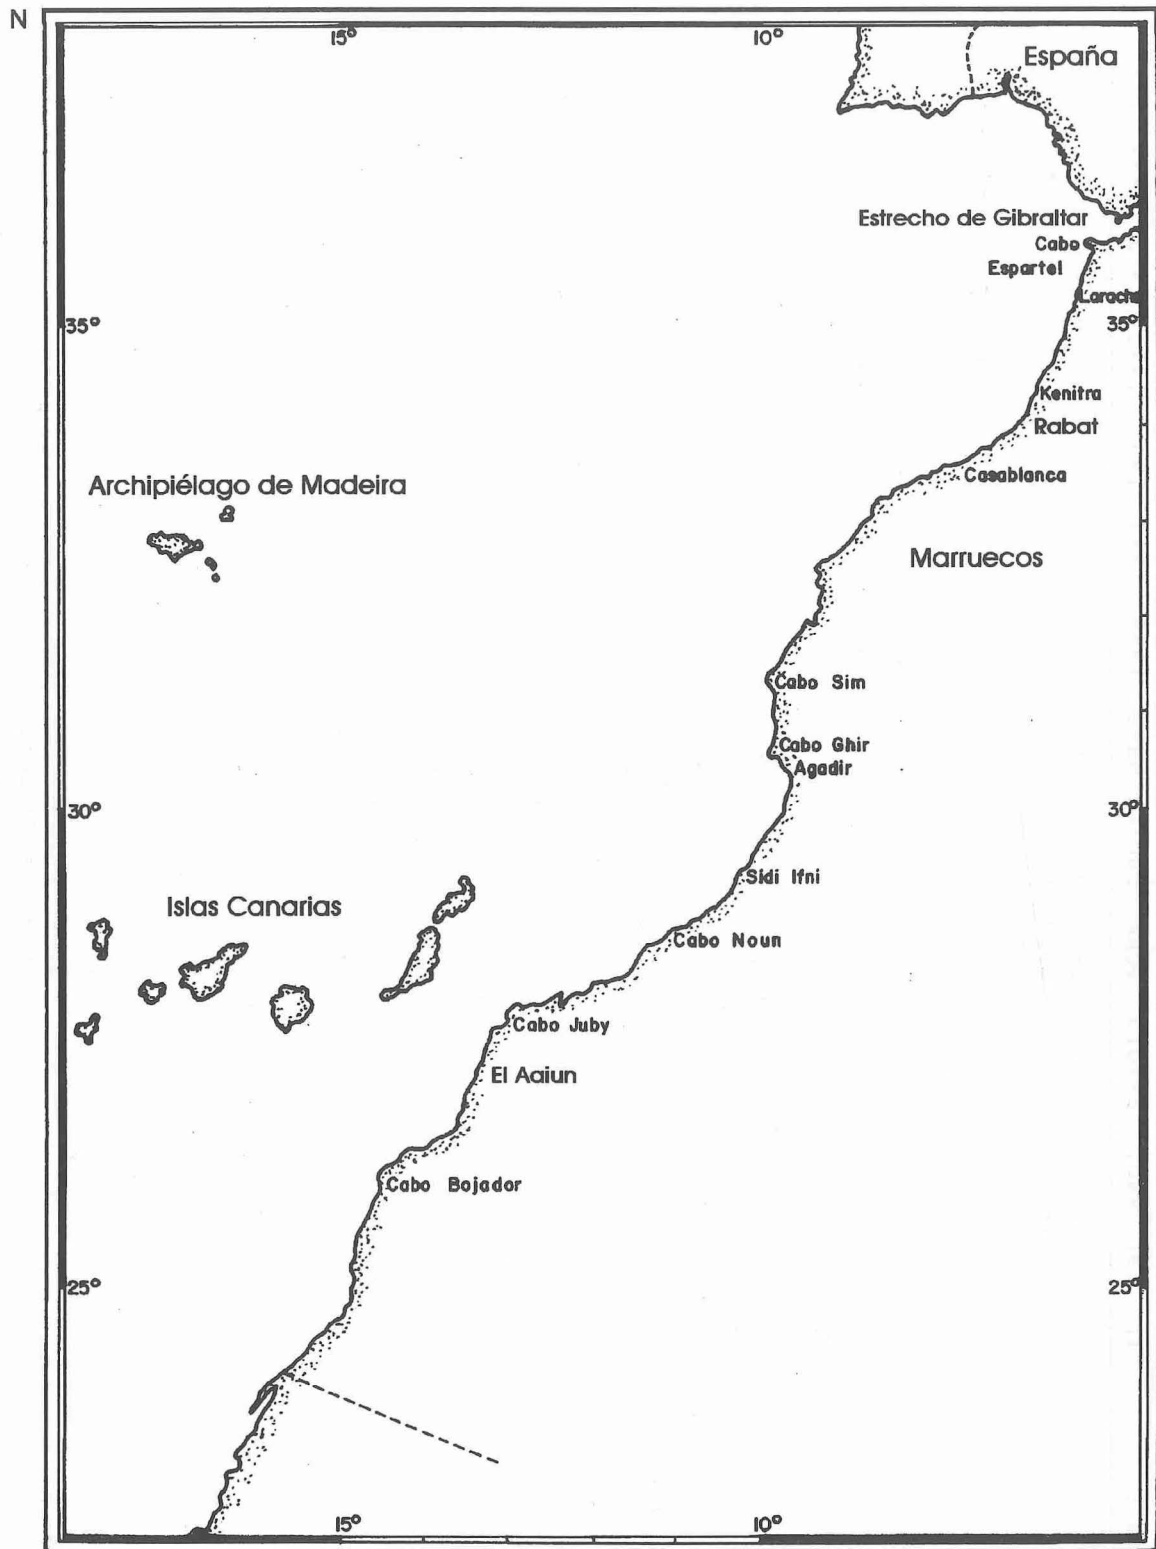 N
15°
10°
España
Estrecho de Gibraltar
Cabo
Espartel
Larache
35°
35°
Kenitra
Rabat
Casablanca
Archipiélago de Madeira
Marruecos
Cabo Sim
Cabo Ghir
Agadir
30°
30°
Sidi Ifni
Islas Canarias
Cabo Noun
Cabo Juby
El Aaiun
Cabo Bojador
25°
25°
15°
10°